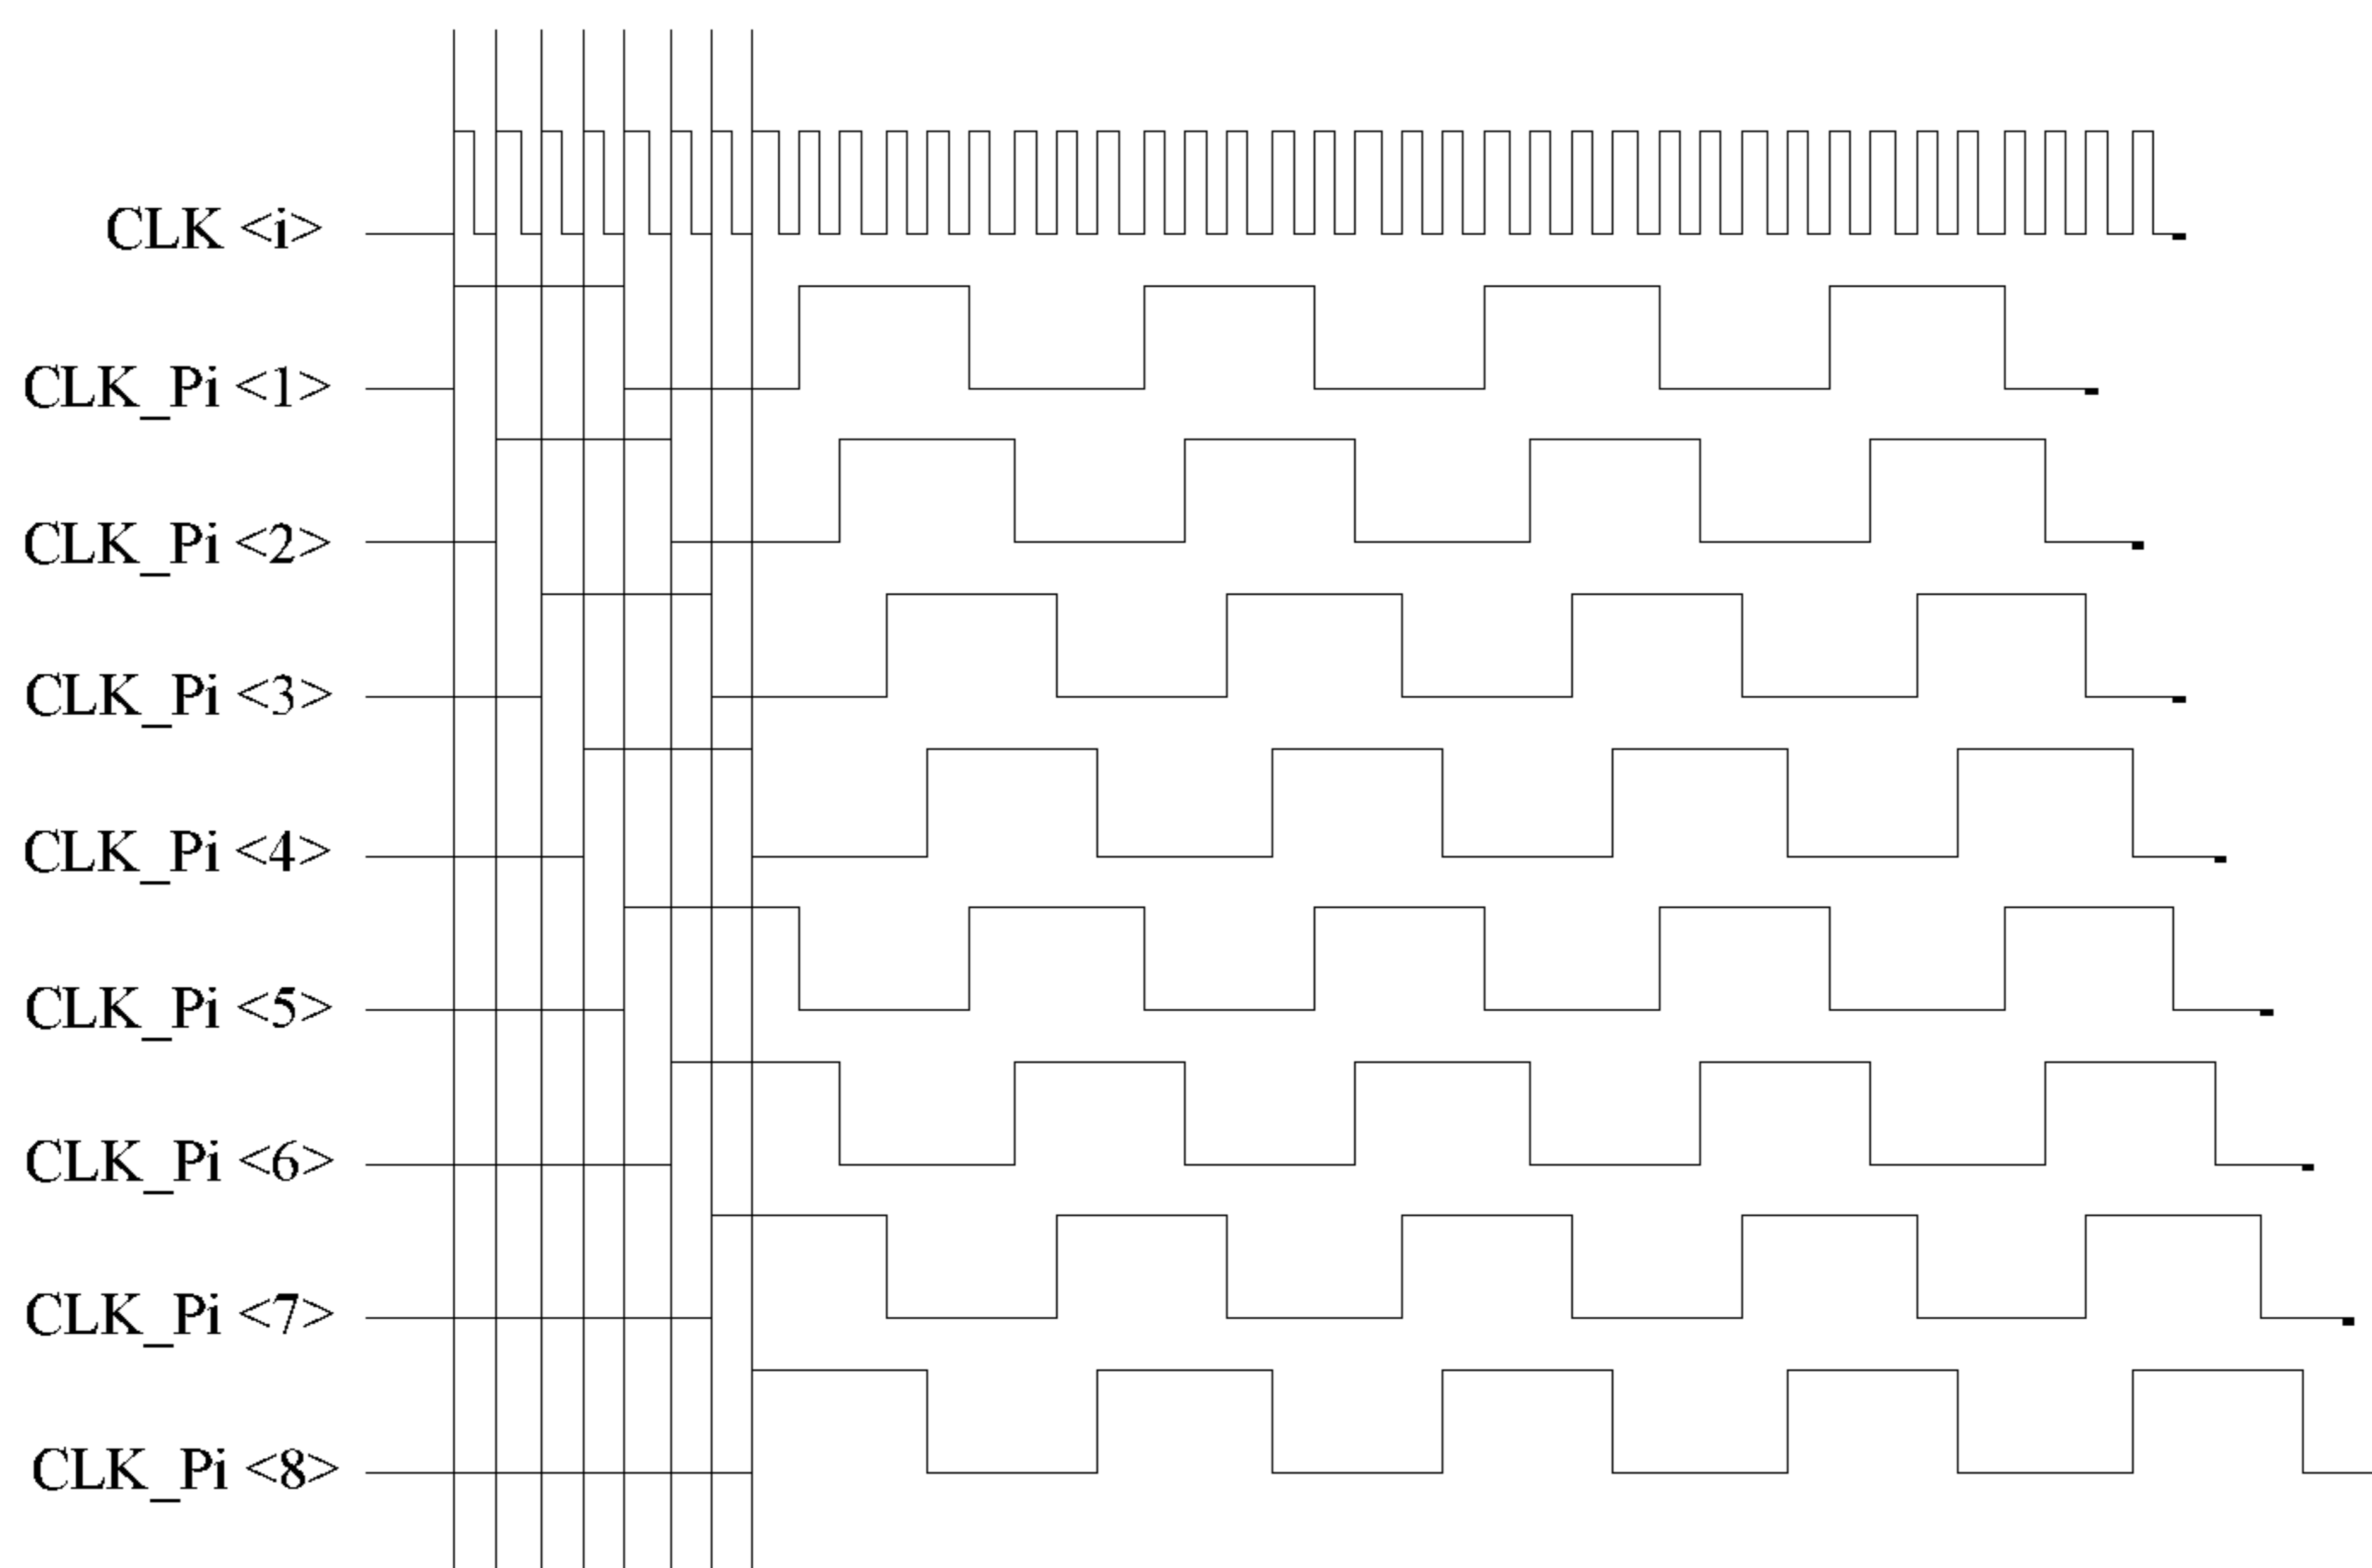 CLK <i>
CLK_Pi <1>
CLK_Pi <2>
CLK_Pi <3>
CLK_Pi <4>
CLK_Pi <5>
CLK_Pi <6>
CLK_Pi <7>
CLK_Pi <8>